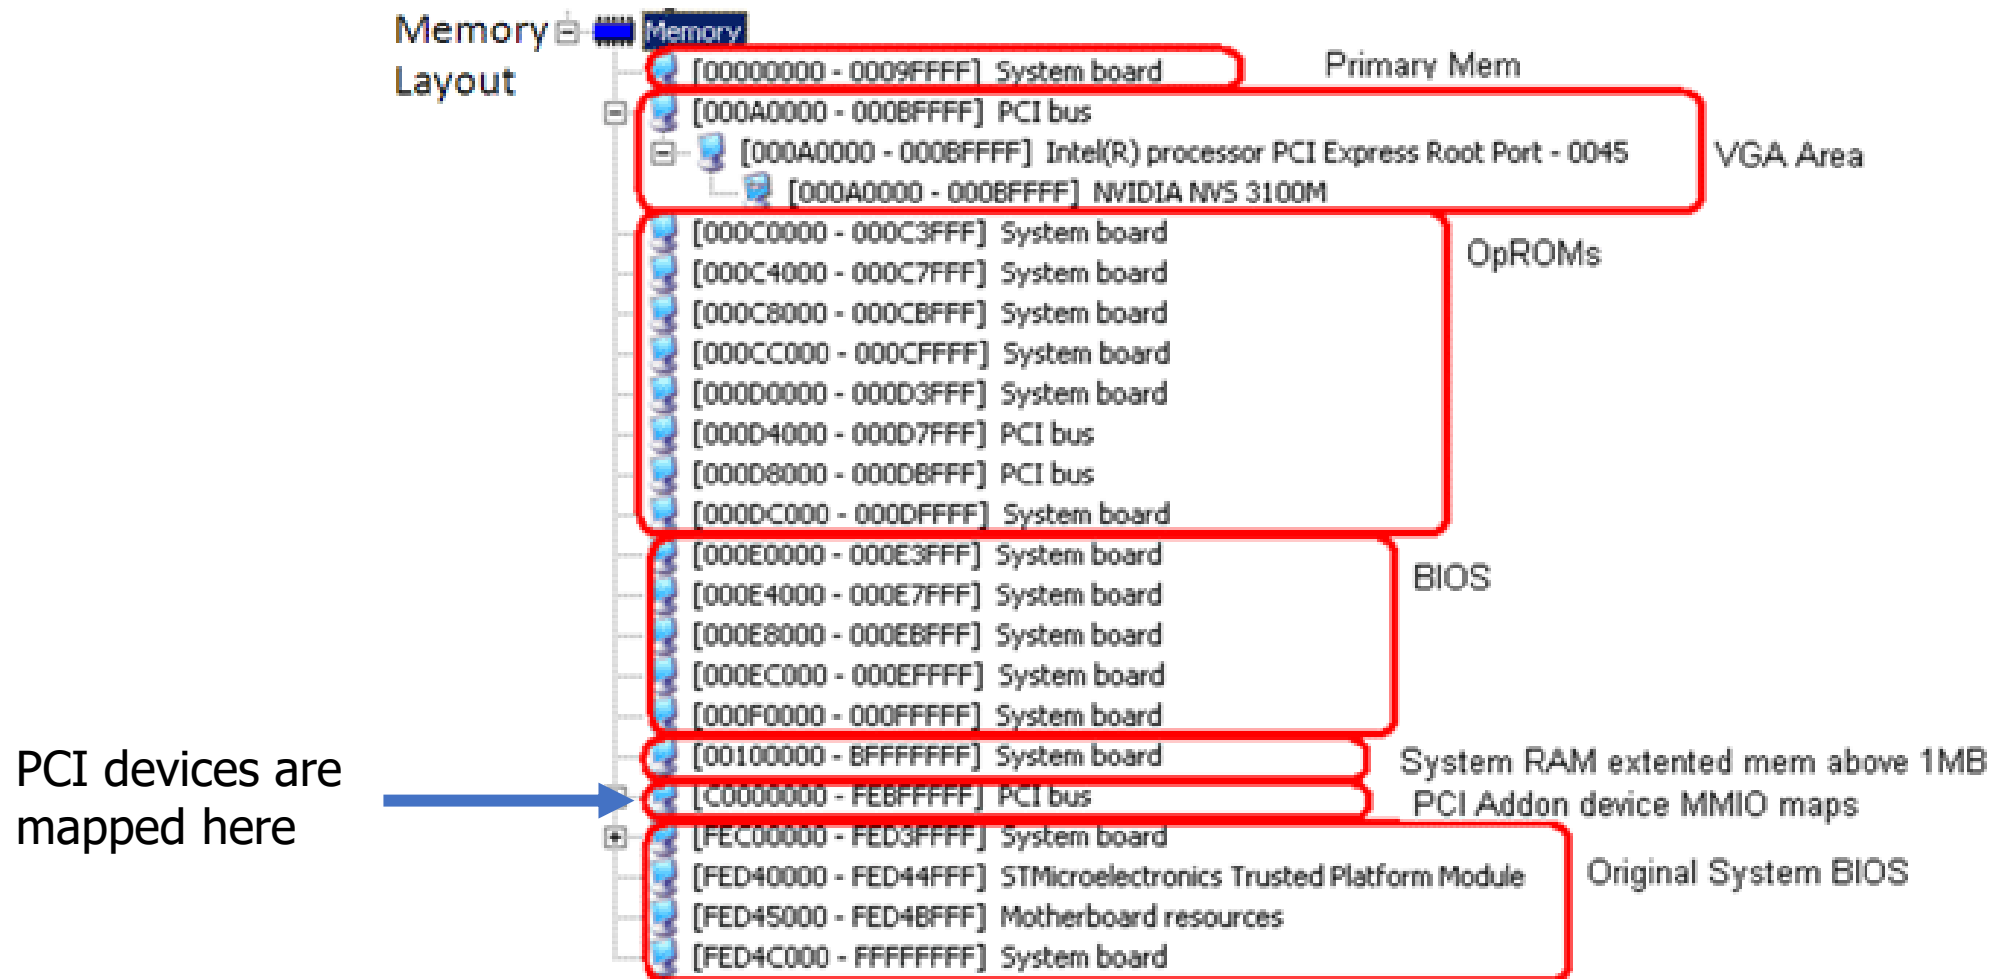 Memory
Layout
Memory
[00000000 - 0009FFFF] System board
Primary Mem
[000A0000 - 000BFFFF] PCI bus
[000A0000 - 000BFFFF] Intel(R) processor PCI Express Root Port - 0045
VGA Area
[000A0000 - 000BFFFF] NVIDIA NVS 3100M
[000C0000 - 000C3FFF] System board
OpROMs
[000C4000 - 000C7FFF] System board
[000C8000 - 000CBFFF] System board
[000CC000 - 000CFFFF] System board
[000D0000 - 000D3FFF] System board
[000D4000 - 000D7FFF] PCI bus
[000D8000 - 000DBFFF] PCI bus
[000DC000 - 000DFFFF] System board
[000E0000 - 000E3FFF] System board
BIOS
[000E4000 - 000E7FFF] System board
[000E8000 - 000EBFFF] System board
[000EC000 - 000EFFFF] System board
[000F0000 - 000FFFFF] System board
[00100000 - BFFFFFFF] System board
System RAM extented mem above 1MB
PCI devices are
mapped here
[C0000000 - FEBFFFFF] PCI bus
PCI Addon device MMIO maps
[FEC00000 - FED3FFFF] System board
[FED40000 - FED44FFF] STMicroelectronics Trusted Platform Module
Original System BIOS
[FED45000 - FED4BFFF] Motherboard resources
[FED4C000 - FFFFFFFF] System board